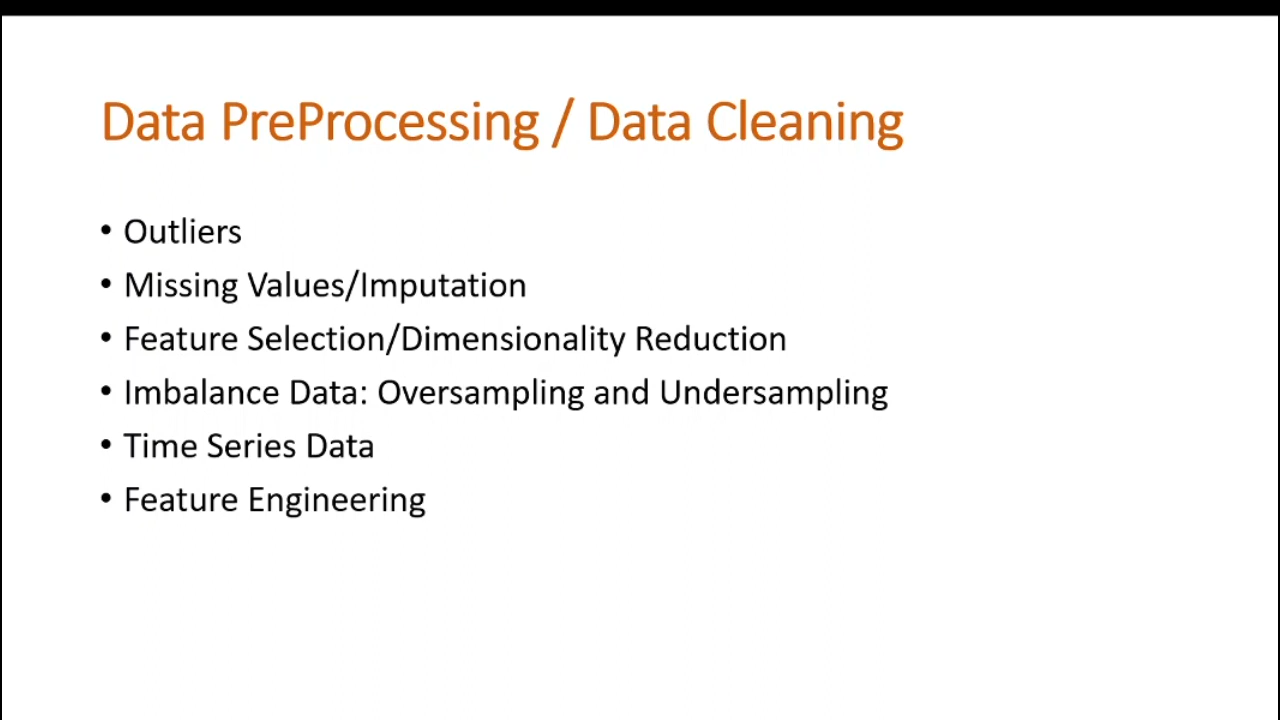 Data PreProcessing / Data Cleaning
• Outliers
• Missing Values/Imputation
• Feature Selection/Dimensionality Reduction
• Imbalance Data: Oversampling and Undersampling
• Time Series Data
• Feature Engineering